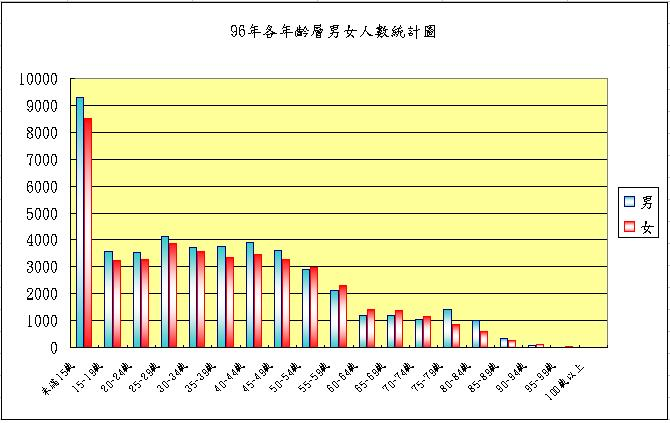 96年各年齡層男女人數統計圖
10000
9000
8000
7000
6000
5000
4000
3000
2000
1000
0
男
女
未滿15歲
15-19歲
20-24歲
25-29歲
30-34歲
35-39歲
40-44歲
45-49歲
50-54歲
55-59歲
60-64歲
65-69歲
70-74歲
75-79歲
80-84歲
85-89歲
90-94歲
95-99歲
100歲以上